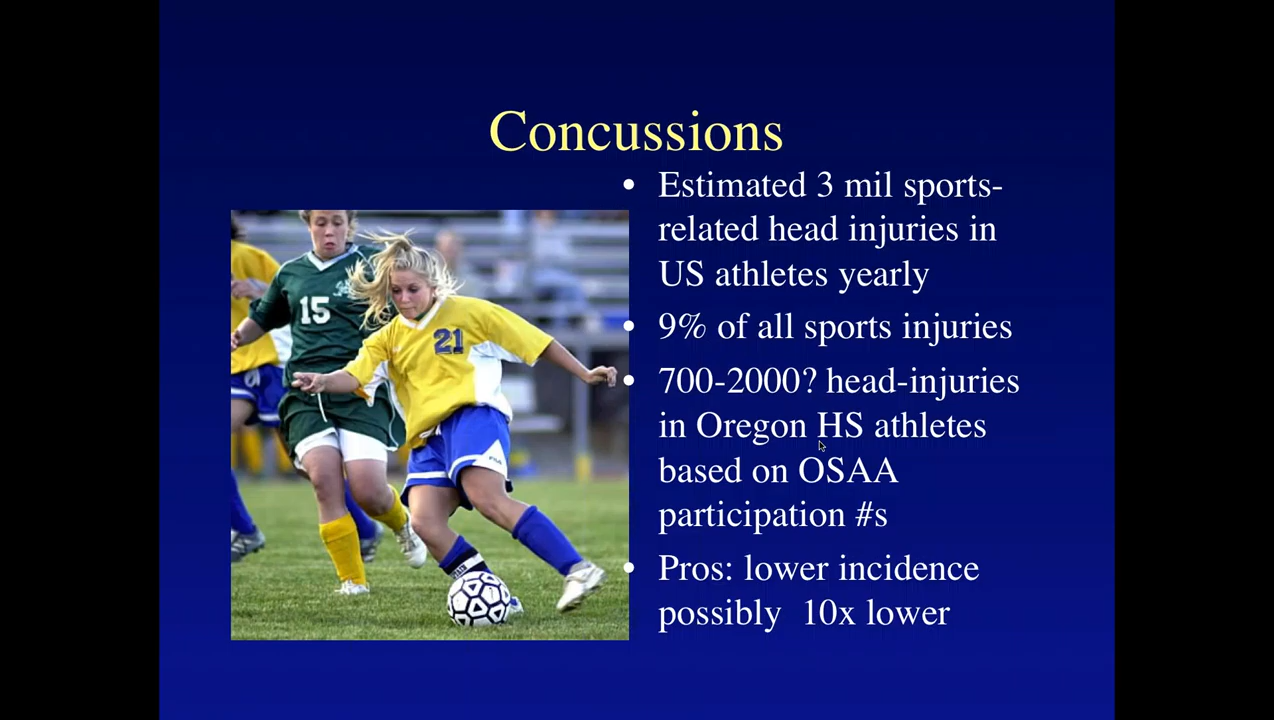 Concussions
• Estimated 3 mil sports-
related head injuries in
US athletes yearly
• 9% of all sports injuries
• 700-2000? head-injuries
in Oregon HS athletes
based on OSAA
participation #s
• Pros: lower incidence
possibly  10x lower
15
21
FILA